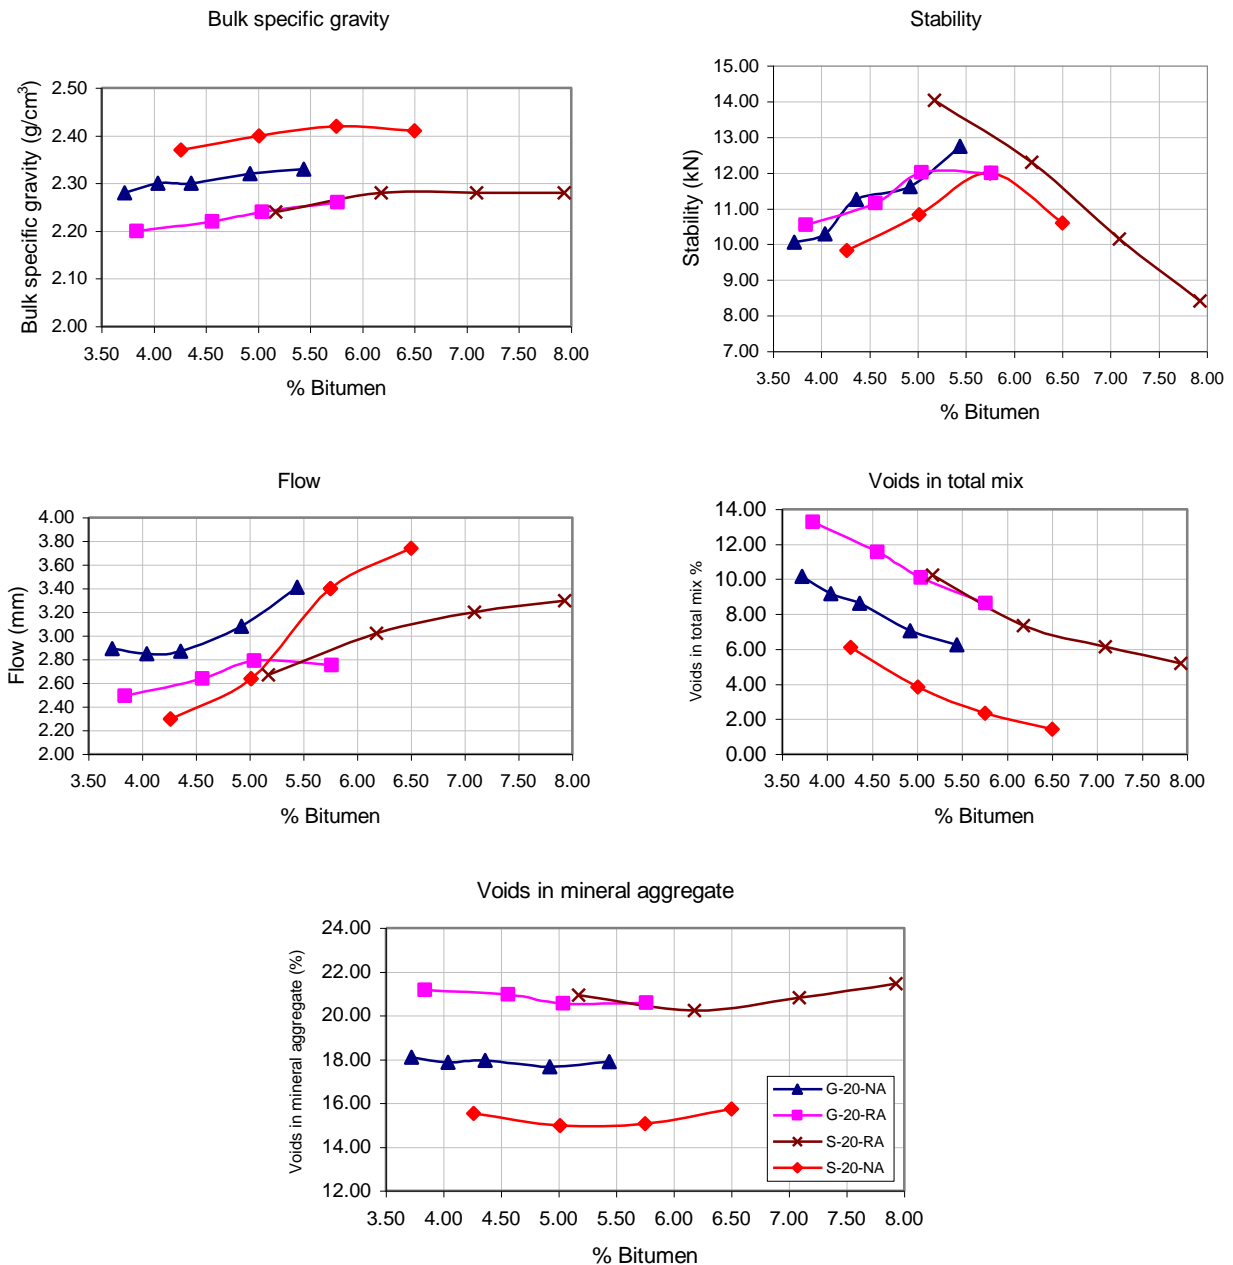 Bulk specific gravity
2.50
2.40
2.30
2.20
2.10
2.00
Bulk specific gravity (g/cm³)
3.50 4.00 4.50 5.00 5.50 6.00 6.50 7.00 7.50 8.00
% Bitumen
Stability
15.00
14.00
13.00
12.00
11.00
10.00
9.00
8.00
7.00
Stability (kN)
3.50 4.00 4.50 5.00 5.50 6.00 6.50 7.00 7.50 8.00
% Bitumen
Flow
4.00
3.80
3.60
3.40
3.20
3.00
2.80
2.60
2.40
2.20
2.00
Flow (mm)
3.50 4.00 4.50 5.00 5.50 6.00 6.50 7.00 7.50 8.00
% Bitumen
Voids in total mix
14.00
12.00
10.00
8.00
6.00
4.00
2.00
0.00
Voids in total mix %
3.50 4.00 4.50 5.00 5.50 6.00 6.50 7.00 7.50 8.00
% Bitumen
Voids in mineral aggregate
24.00
22.00
20.00
18.00
16.00
14.00
12.00
Voids in mineral aggregate (%)
G-20-NA
G-20-RA
S-20-RA
S-20-NA
3.50 4.00 4.50 5.00 5.50 6.00 6.50 7.00 7.50 8.00
% Bitumen